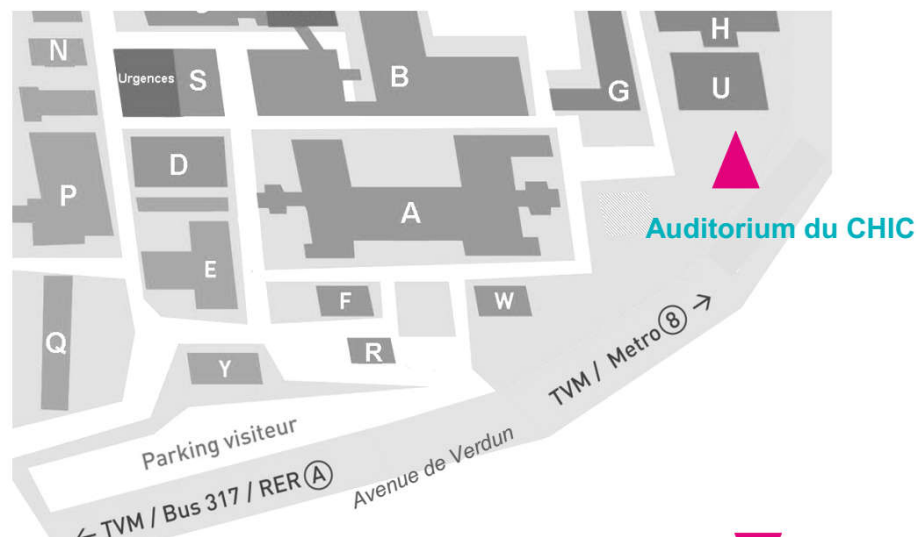 H
N
Urgences S
B
G
U
D
P
A
Auditorium du CHIC
E
F
W
Q
R
Y
TVM / Metro 8 →
Parking visiteur
Avenue de Verdun
← TVM / Bus 317 / RER A